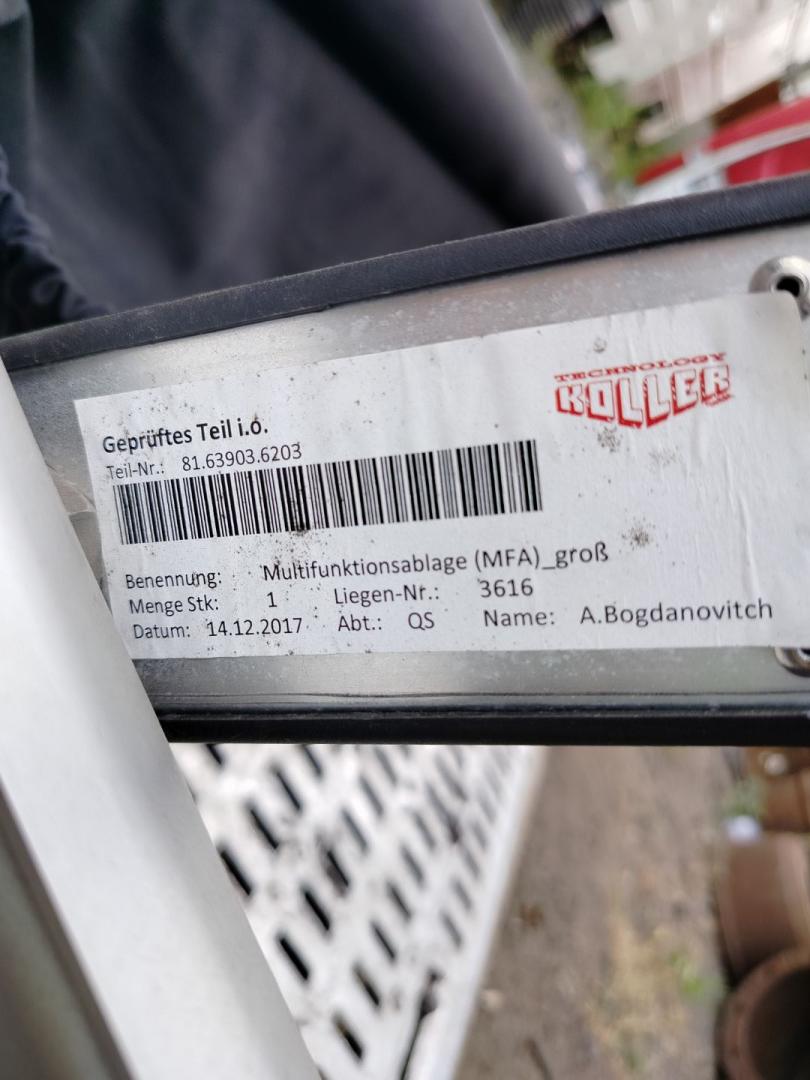 TECHNOLOGY
KOLLER
Geprüftes Teil i.o.
Teil-Nr.: 81.63903.6203
Benennung: Multifunktionsablage (MFA)_groß
Menge Stk: 1 Liegen-Nr.: 3616
Datum: 14.12.2017 Abt.: QS Name: A.Bogdanovitch